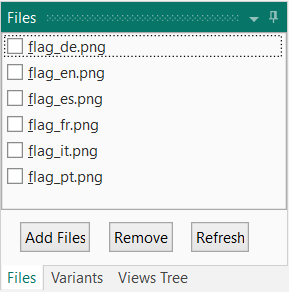 Files
flag_de.png
flag_en.png
flag_es.png
flag_fr.png
flag_it.png
flag_pt.png
Add Files Remove Refresh
Files Variants Views Tree